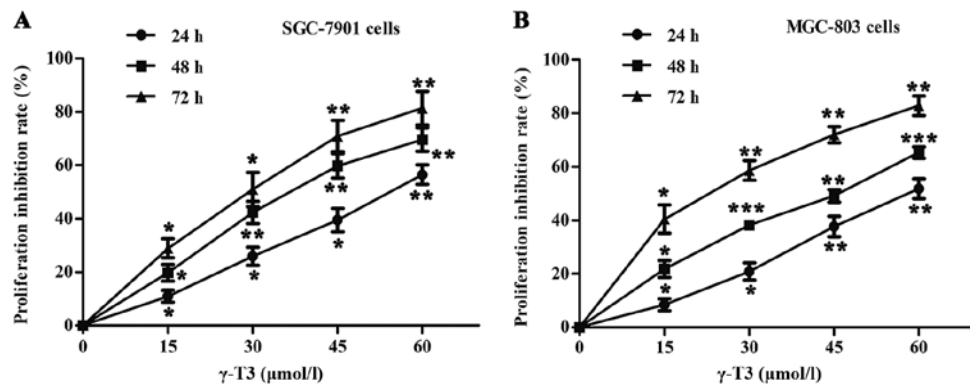 A
SGC-7901 cells
24 h
48 h
72 h
Proliferation inhibition rate (%)
100
80
60
40
20
0
* * *
* ** *
** ** *
** ** **
0 15 30 45 60
γ-T3 (μmol/l)
B
MGC-803 cells
24 h
48 h
72 h
Proliferation inhibition rate (%)
100
80
60
40
20
0
* * *
** *** *
** ** **
** *** **
0 15 30 45 60
γ-T3 (μmol/l)